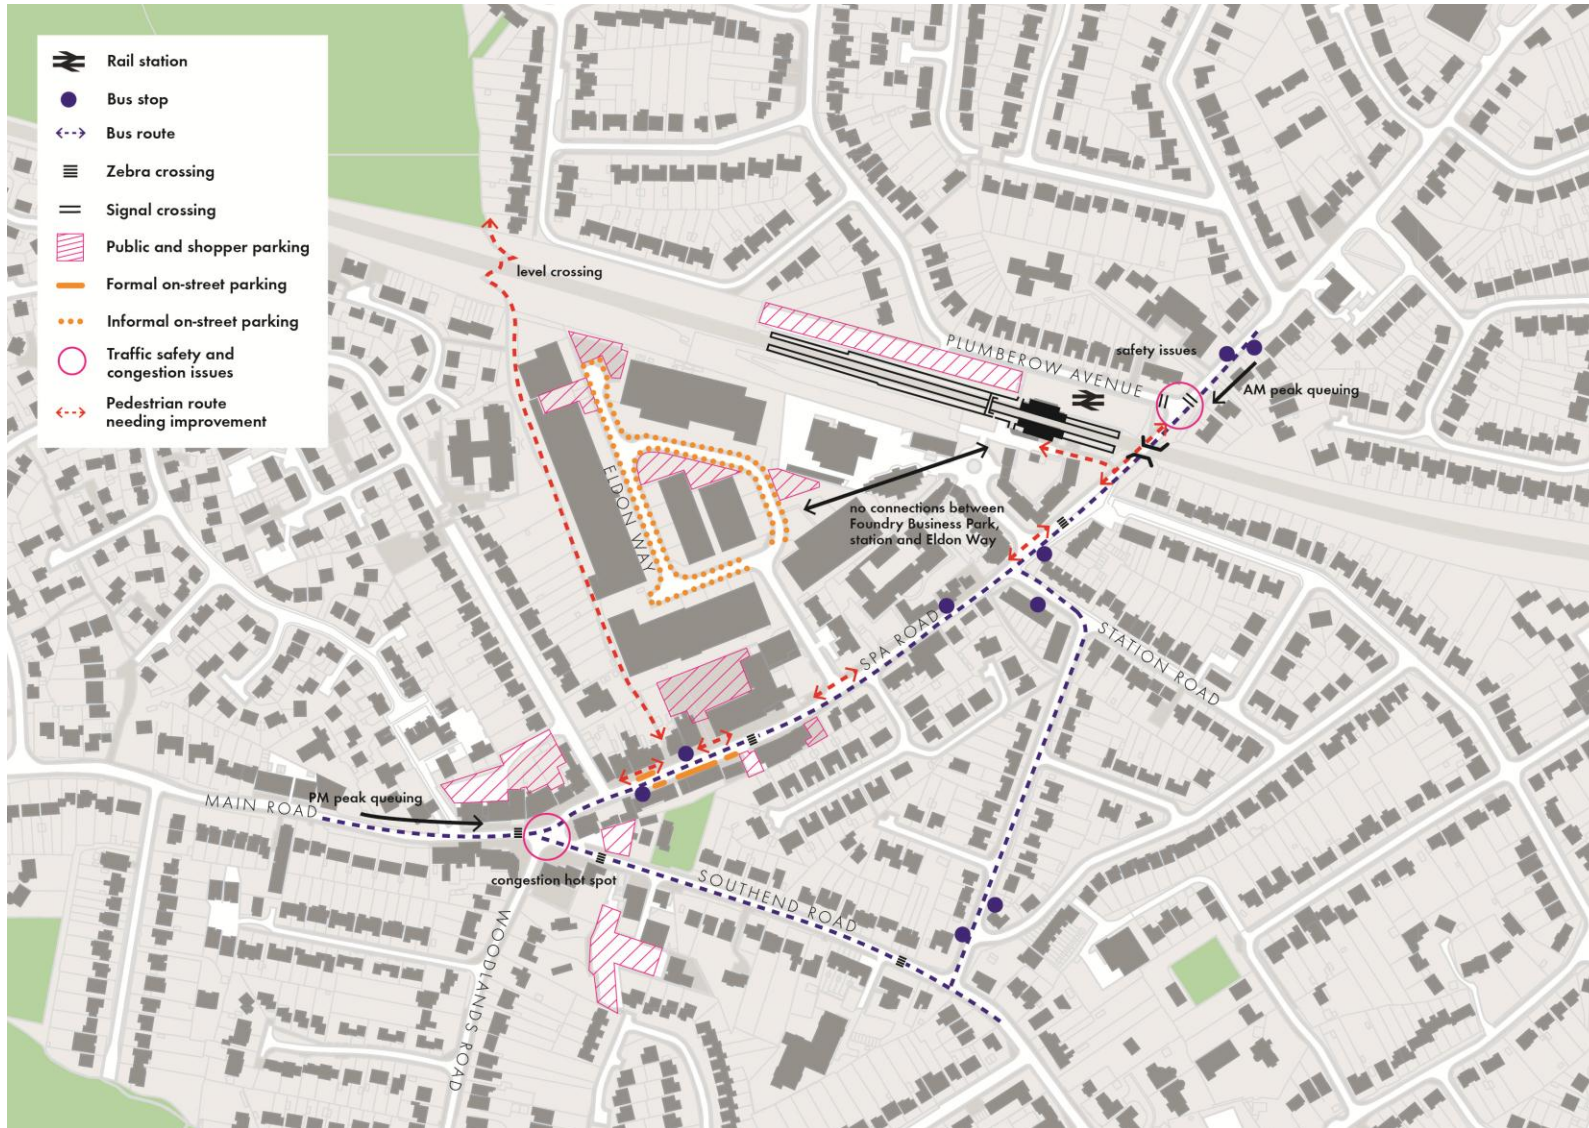 Rail station
Bus stop
Bus route
Zebra crossing
Signal crossing
Public and shopper parking
Formal on-street parking
Informal on-street parking
Traffic safety and
congestion issues
Pedestrian route
needing improvement
level crossing
PLUMBEROW AVENUE
safety issues
AM peak queuing
ELDON WAY
no connections between
Foundry Business Park,
station and Eldon Way
SPA ROAD
STATION ROAD
MAIN ROAD
PM peak queuing
congestion hot spot
SOUTHEND ROAD
WOODLANDS ROAD